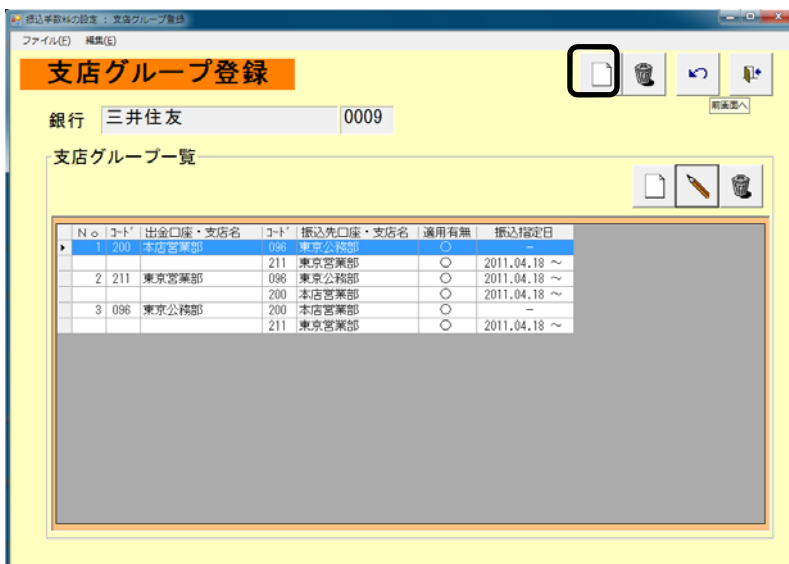 振込手数料の設定 : 支店グループ登録
ファイル(F) 編集(E)
支店グループ登録
前画面へ
銀行 三井住友 0009
支店グループ一覧
No コード 出金口座・支店名 コード 振込先口座・支店名 適用有無 振込指定日
1 200 本店営業部 096 東京公務部 ○ −
211 東京営業部 ○ 2011.04.18 ～
2 211 東京営業部 096 東京公務部 ○ 2011.04.18 ～
200 本店営業部 ○ 2011.04.18 ～
3 096 東京公務部 200 本店営業部 ○ −
211 東京営業部 ○ 2011.04.18 ～